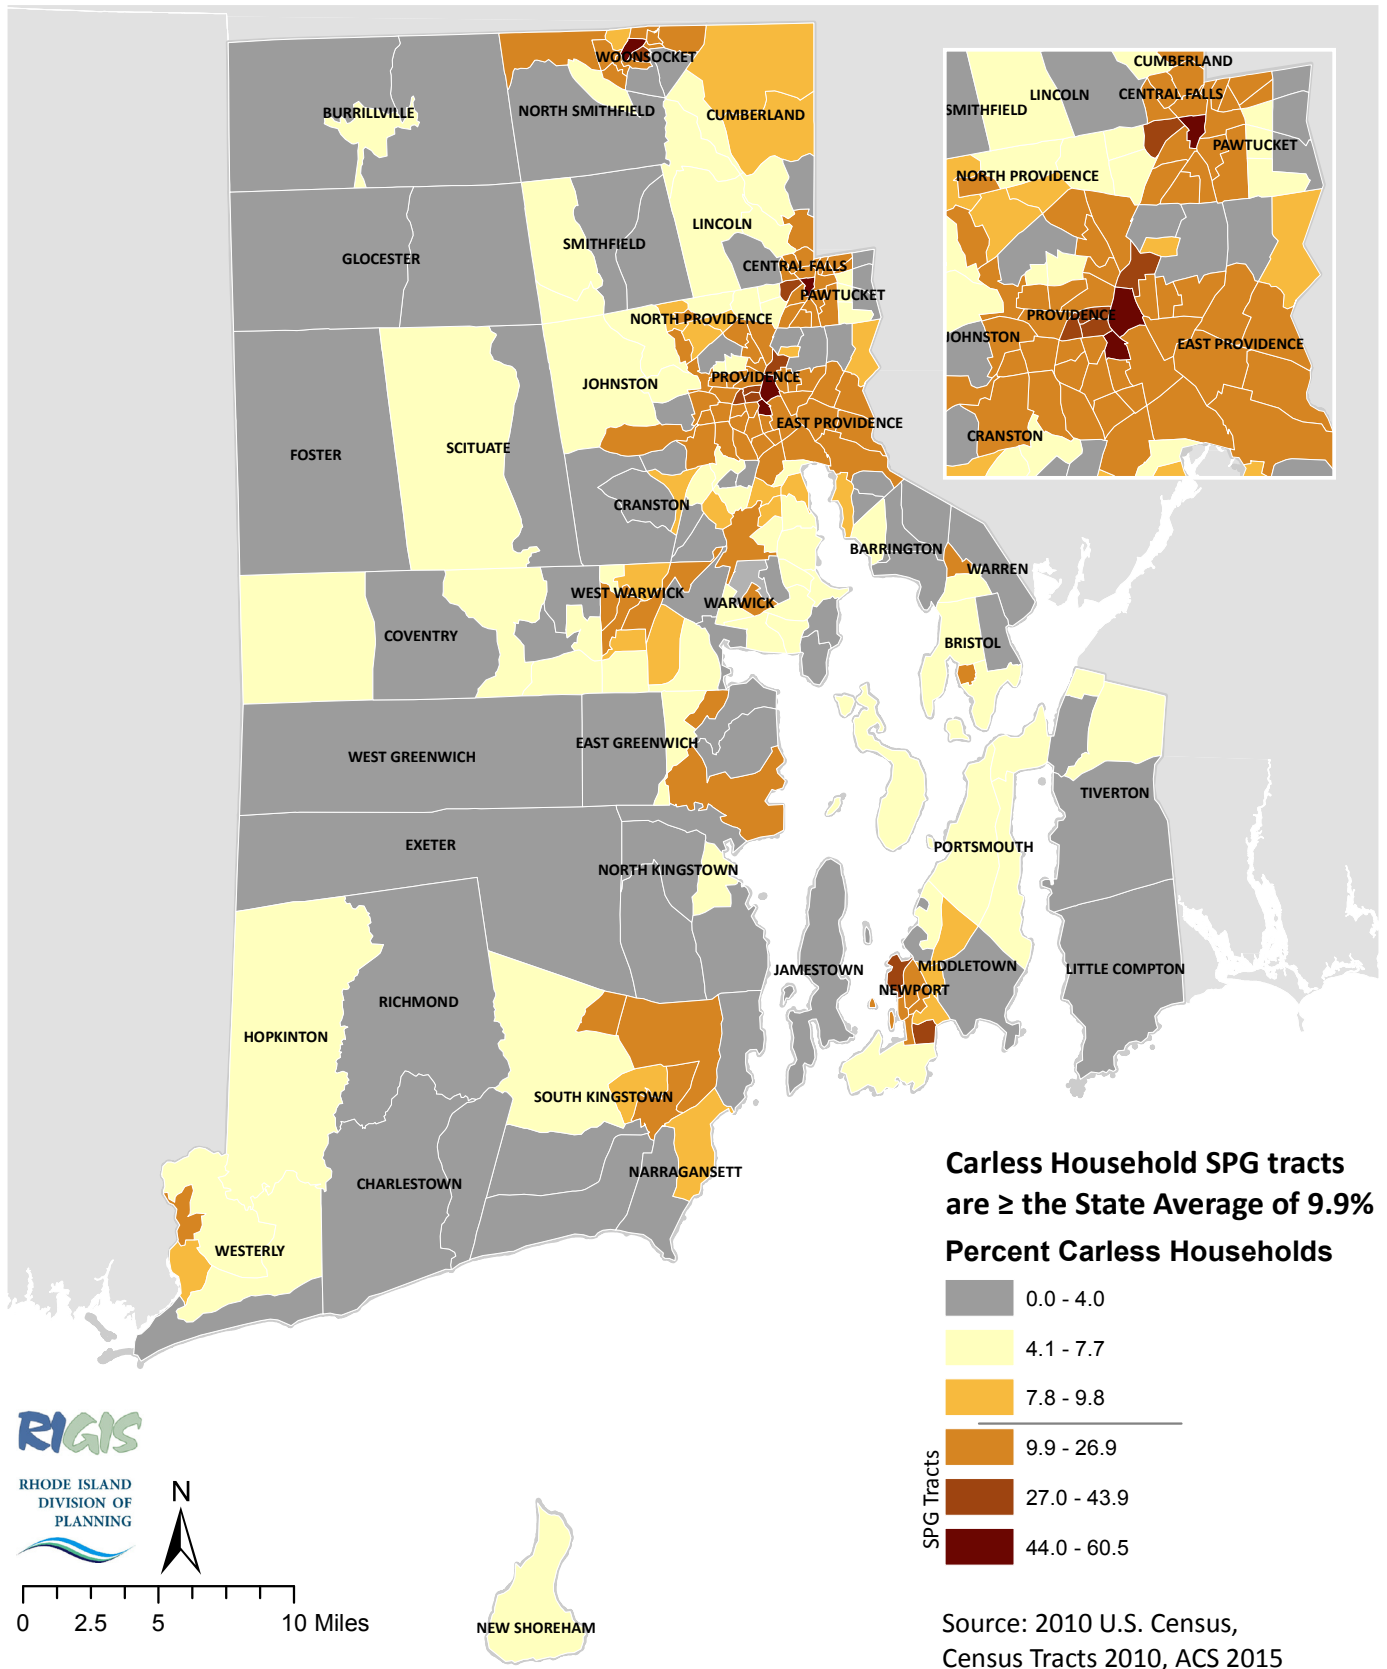 WOONSOCKET
BURRILLVILLE
NORTH SMITHFIELD
CUMBERLAND
LINCOLN
SMITHFIELD
GLOCESTER
CENTRAL FALLS
PAWTUCKET
NORTH PROVIDENCE
PROVIDENCE
JOHNSTON
EAST PROVIDENCE
SCITUATE
FOSTER
CRANSTON
BARRINGTON
WARREN
WEST WARWICK
WARWICK
COVENTRY
BRISTOL
EAST GREENWICH
WEST GREENWICH
TIVERTON
EXETER
PORTSMOUTH
NORTH KINGSTOWN
JAMESTOWN
MIDDLETOWN
LITTLE COMPTON
NEWPORT
RICHMOND
HOPKINTON
SOUTH KINGSTOWN
NARRAGANSETT
CHARLESTOWN
WESTERLY
NEW SHOREHAM
CUMBERLAND
LINCOLN
CENTRAL FALLS
SMITHFIELD
PAWTUCKET
NORTH PROVIDENCE
PROVIDENCE
JOHNSTON
EAST PROVIDENCE
CRANSTON
Carless Household SPG tracts
are ≥ the State Average of 9.9%
Percent Carless Households
0.0 - 4.0
4.1 - 7.7
7.8 - 9.8
9.9 - 26.9
27.0 - 43.9
44.0 - 60.5
SPG Tracts
Source: 2010 U.S. Census,
Census Tracts 2010, ACS 2015
RIGIS
RHODE ISLAND
DIVISION OF
PLANNING
N
0 2.5 5 10 Miles